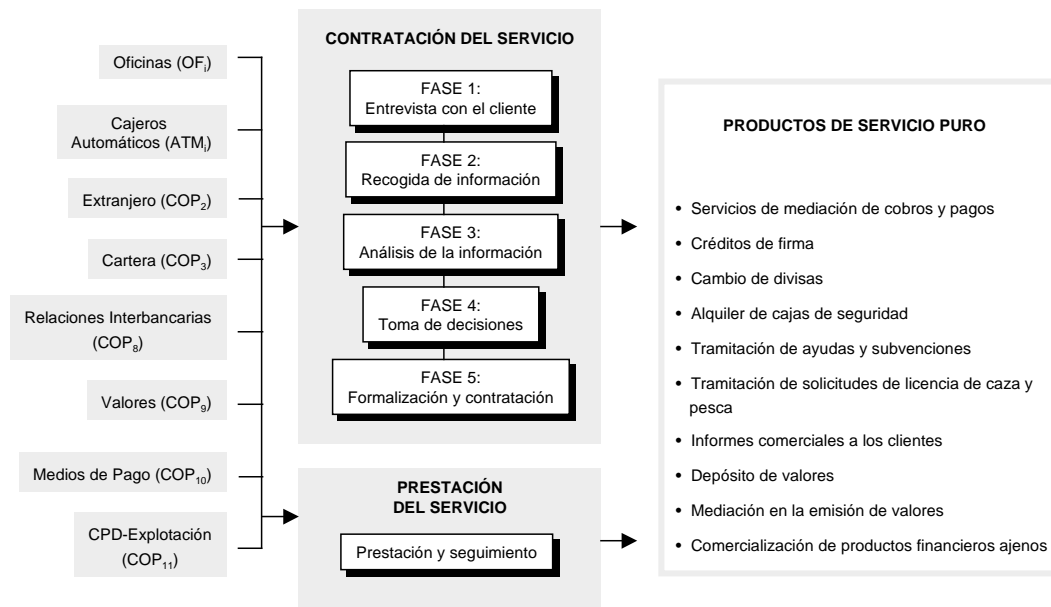 Oficinas (OFi)
Cajeros
Automáticos (ATMi)
Extranjero (COP2)
Cartera (COP3)
Relaciones Interbancarias
(COP8)
Valores (COP9)
Medios de Pago (COP10)
CPD-Explotación
(COP11)
CONTRATACIÓN DEL SERVICIO
FASE 1:
Entrevista con el cliente
FASE 2:
Recogida de información
FASE 3:
Análisis de la información
FASE 4:
Toma de decisiones
FASE 5:
Formalización y contratación
PRESTACIÓN
DEL SERVICIO
Prestación y seguimiento
PRODUCTOS DE SERVICIO PURO
• Servicios de mediación de cobros y pagos
• Créditos de firma
• Cambio de divisas
• Alquiler de cajas de seguridad
• Tramitación de ayudas y subvenciones
• Tramitación de solicitudes de licencia de caza y
pesca
• Informes comerciales a los clientes
• Depósito de valores
• Mediación en la emisión de valores
• Comercialización de productos financieros ajenos